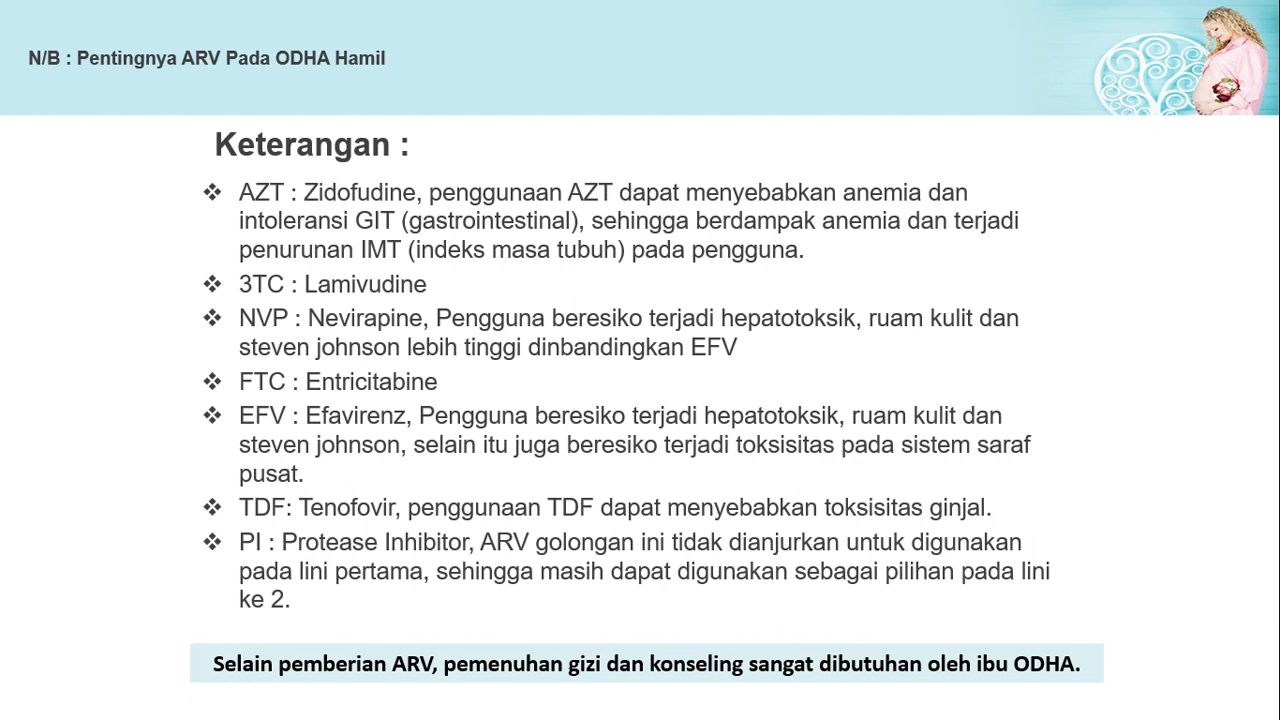 N/B : Pentingnya ARV Pada ODHA Hamil
Keterangan :
❖ AZT : Zidofudine, penggunaan AZT dapat menyebabkan anemia dan
intoleransi GIT (gastrointestinal), sehingga berdampak anemia dan terjadi
penurunan IMT (indeks masa tubuh) pada pengguna.
❖ 3TC : Lamivudine
❖ NVP : Nevirapine, Pengguna beresiko terjadi hepatotoksik, ruam kulit dan
steven johnson lebih tinggi dinbandingkan EFV
❖ FTC : Entricitabine
❖ EFV : Efavirenz, Pengguna beresiko terjadi hepatotoksik, ruam kulit dan
steven johnson, selain itu juga beresiko terjadi toksisitas pada sistem saraf
pusat.
❖ TDF: Tenofovir, penggunaan TDF dapat menyebabkan toksisitas ginjal.
❖ PI : Protease Inhibitor, ARV golongan ini tidak dianjurkan untuk digunakan
pada lini pertama, sehingga masih dapat digunakan sebagai pilihan pada lini
ke 2.
Selain pemberian ARV, pemenuhan gizi dan konseling sangat dibutuhan oleh ibu ODHA.